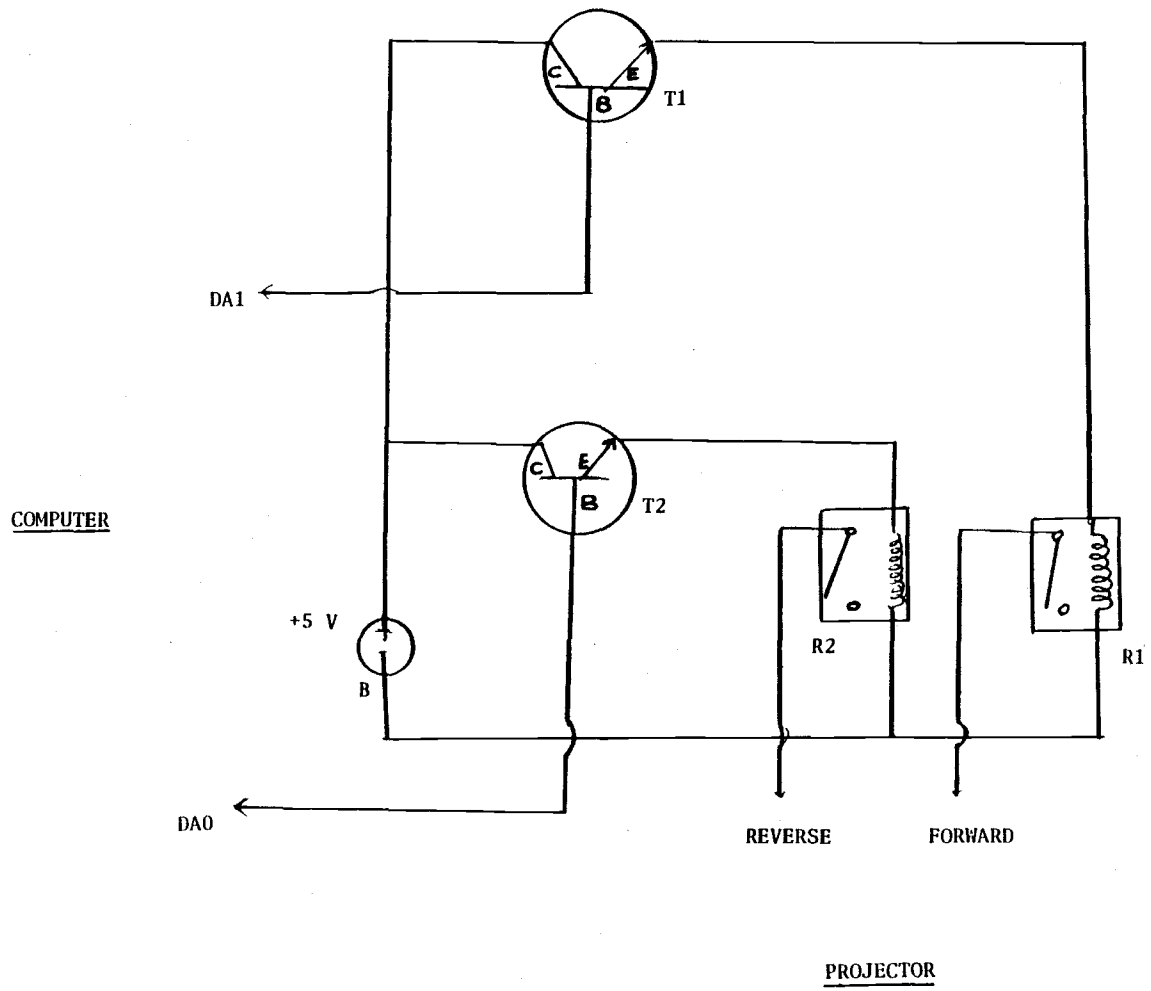 C
E
B
T1
DA1
C
E
B
T2
COMPUTER
+5 V
B
R2
R1
DA0
REVERSE
FORWARD
PROJECTOR